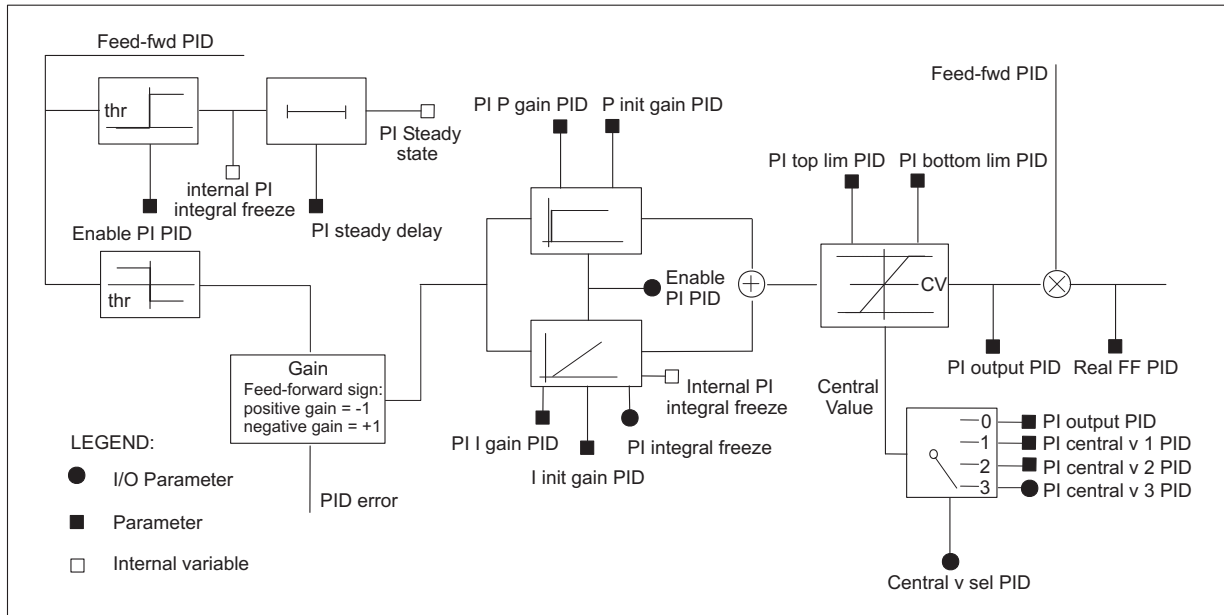 Feed-fwd PID
thr
PI Steady
state
internal PI
integral freeze
PI steady delay
Enable PI PID
thr
Gain
Feed-forward sign:
positive gain = -1
negative gain = +1
PID error
LEGEND:
I/O Parameter
Parameter
Internal variable
PI P gain PID
P init gain PID
Enable
PI PID
Internal PI
integral freeze
PI I gain PID
PI integral freeze
I init gain PID
Feed-fwd PID
PI top lim PID
PI bottom lim PID
CV
PI output PID
Real FF PID
Central
Value
0 PI output PID
1 PI central v 1 PID
2 PI central v 2 PID
3 PI central v 3 PID
Central v sel PID